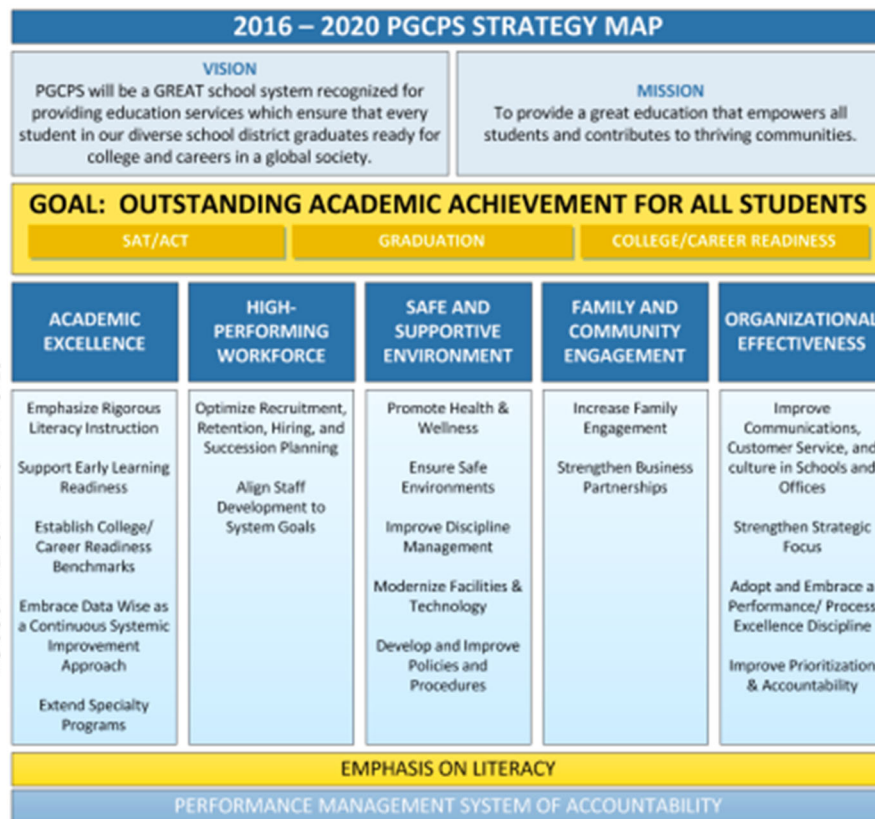 2016 – 2020 PGCPS STRATEGY MAP
VISION
PGCPS will be a GREAT school system recognized for
providing education services which ensure that every
student in our diverse school district graduates ready for
college and careers in a global society.
MISSION
To provide a great education that empowers all
students and contributes to thriving communities.
GOAL: OUTSTANDING ACADEMIC ACHIEVEMENT FOR ALL STUDENTS
SAT/ACT
GRADUATION
COLLEGE/CAREER READINESS
ACADEMIC
EXCELLENCE
Emphasize Rigorous
Literacy Instruction
Support Early Learning
Readiness
Establish College/
Career Readiness
Benchmarks
Embrace Data Wise as
a Continuous Systemic
Improvement
Approach
Extend Specialty
Programs
HIGH-
PERFORMING
WORKFORCE
Optimize Recruitment,
Retention, Hiring, and
Succession Planning
Align Staff
Development to
System Goals
SAFE AND
SUPPORTIVE
ENVIRONMENT
Promote Health &
Wellness
Ensure Safe
Environments
Improve Discipline
Management
Modernize Facilities &
Technology
Develop and Improve
Policies and
Procedures
FAMILY AND
COMMUNITY
ENGAGEMENT
Increase Family
Engagement
Strengthen Business
Partnerships
ORGANIZATIONAL
EFFECTIVENESS
Improve
Communications,
Customer Service, and
culture in Schools and
Offices
Strengthen Strategic
Focus
Adopt and Embrace a
Performance/ Process
Excellence Discipline
Improve Prioritization
& Accountability
EMPHASIS ON LITERACY
PERFORMANCE MANAGEMENT SYSTEM OF ACCOUNTABILITY